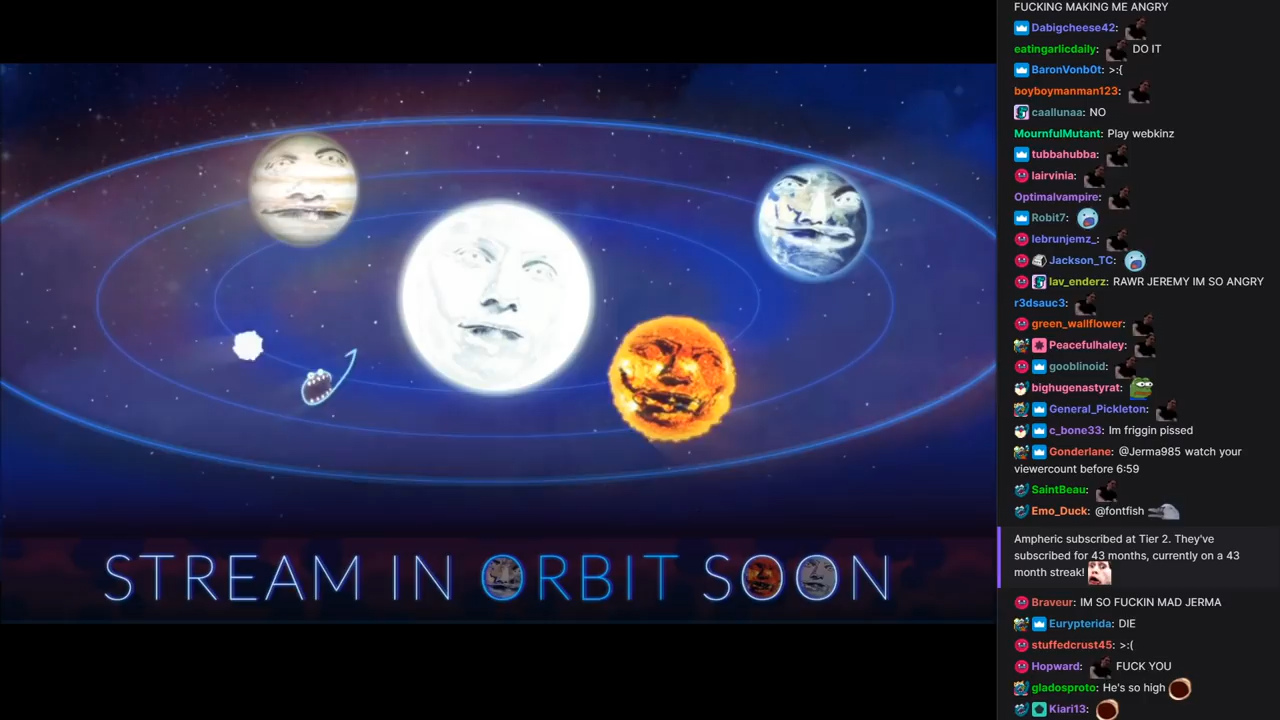 FUCKING MAKING ME ANGRY
Dabigcheese42:
eatingarlicdaily: DO IT
BaronVonb0t: >:{
boyboymanman123:
caallunaa: NO
MournfulMutant: Play webkinz
tubbahubba:
lairvinia:
Optimalvampire:
Robit7:
lebrunjemz_:
Jackson_TC:
lav_enderz: RAWR JEREMY IM SO ANGRY
r3dsauc3:
green_wallflower:
Peacefulhaley:
gooblinoid:
bighugenastyrat:
General_Pickleton:
c_bone33: Im friggin pissed
Gonderlane: @Jerma985 watch your
viewercount before 6:59
SaintBeau:
Emo_Duck: @fontfish
Ampheric subscribed at Tier 2. They've
subscribed for 43 months, currently on a 43
month streak!
Braveur: IM SO FUCKIN MAD JERMA
Eurypterida: DIE
stuffedcrust45: >:(
Hopward: FUCK YOU
gladosproto: He's so high
Kiari13:
STREAM IN ORBIT SOON